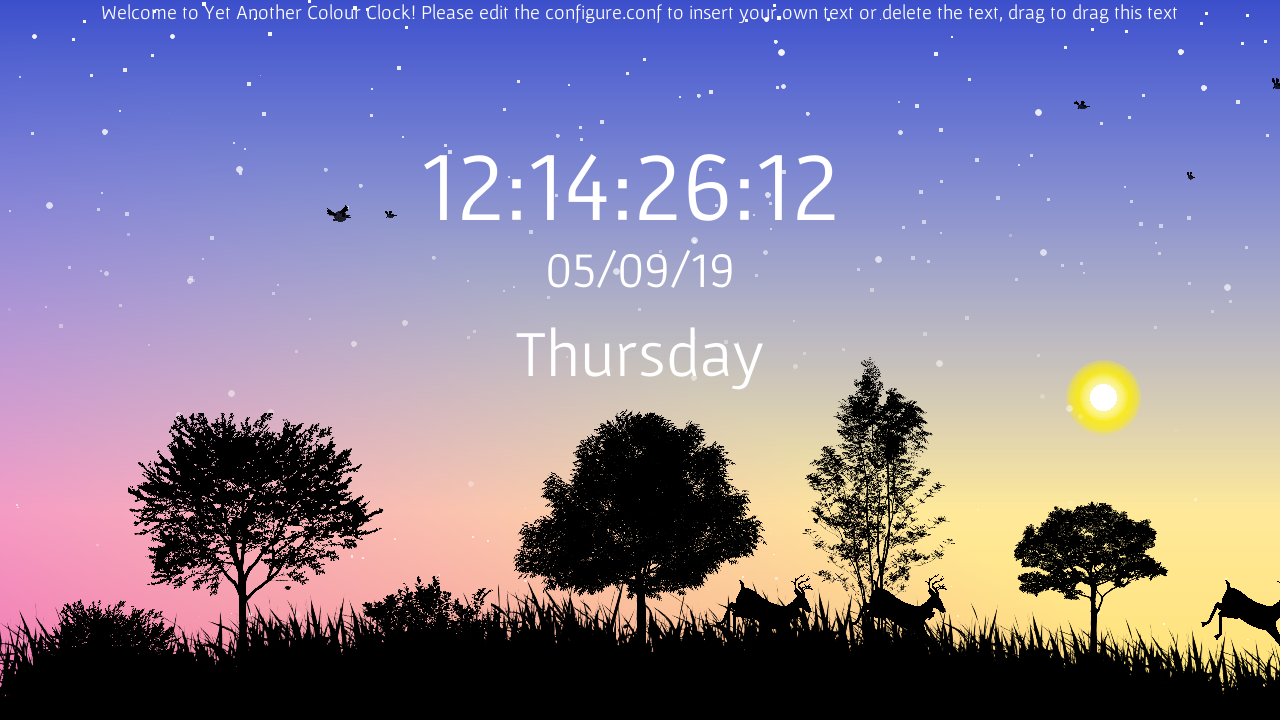 Welcome to Yet Another Colour Clock! Please edit the configure.conf to insert your own text or delete the text, drag to drag this text
12:14:26:12
05/09/19
Thursday